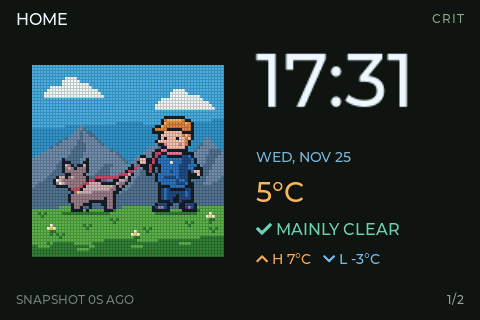 HOME
CRIT
17:31
WED, NOV 25
5°C
MAINLY CLEAR
H 7°C L -3°C
SNAPSHOT 0S AGO
1/2